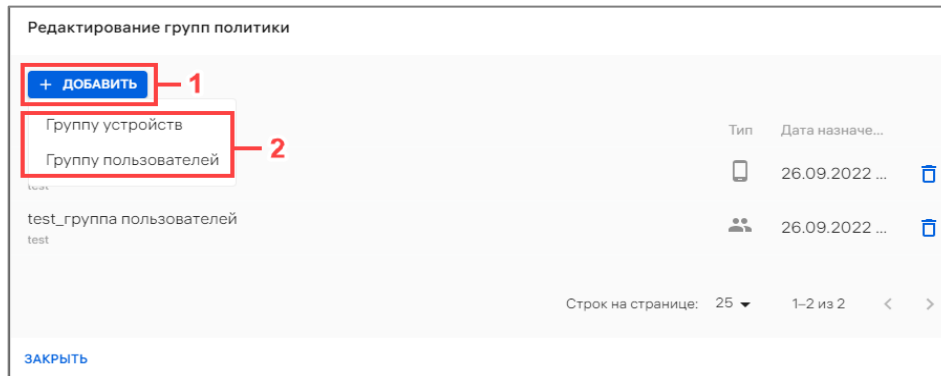 Редактирование групп политики
+ ДОБАВИТЬ 1
Группу устройств
Группу пользователей 2
Тип Дата назначе...
26.09.2022 ...
test
test_группа пользователей 26.09.2022 ...
test
Строк на странице: 25 1–2 из 2
ЗАКРЫТЬ